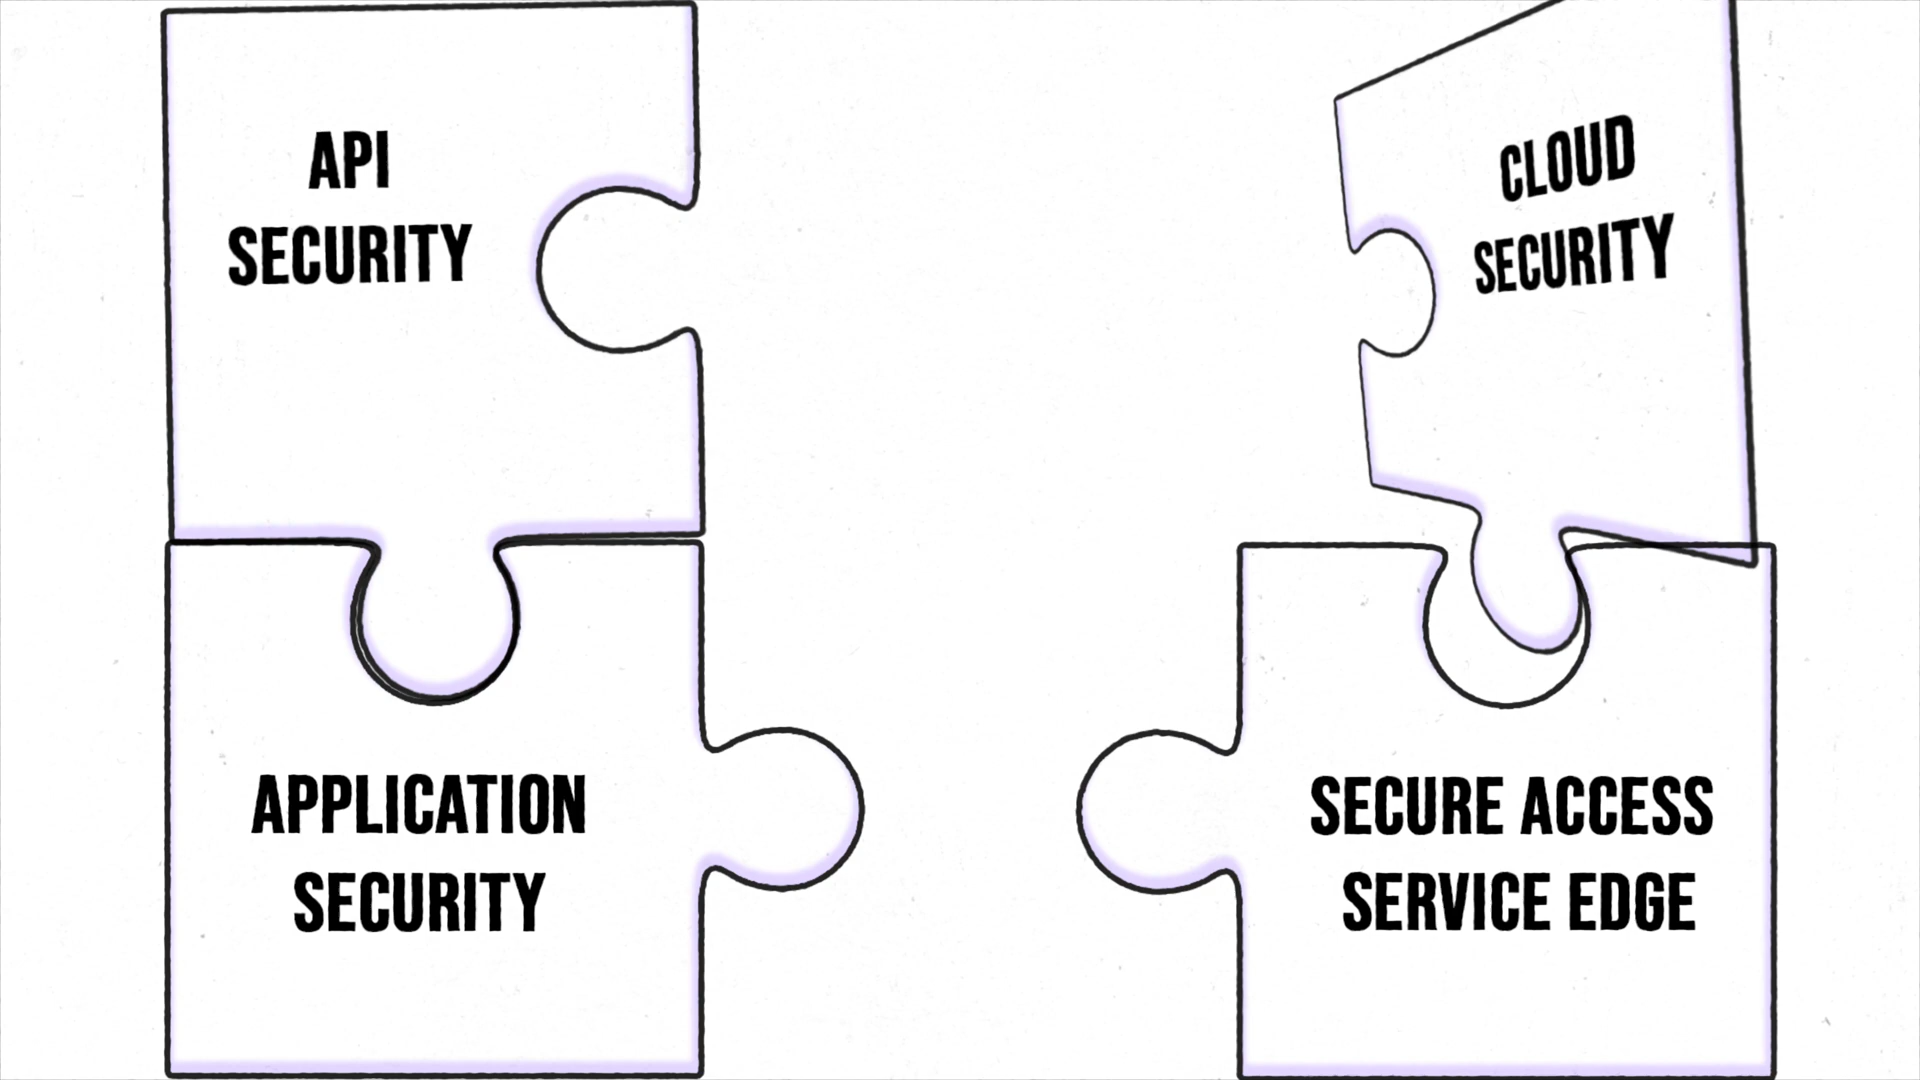 API
SECURITY
CLOUD
SECURITY
APPLICATION
SECURITY
SECURE ACCESS
SERVICE EDGE